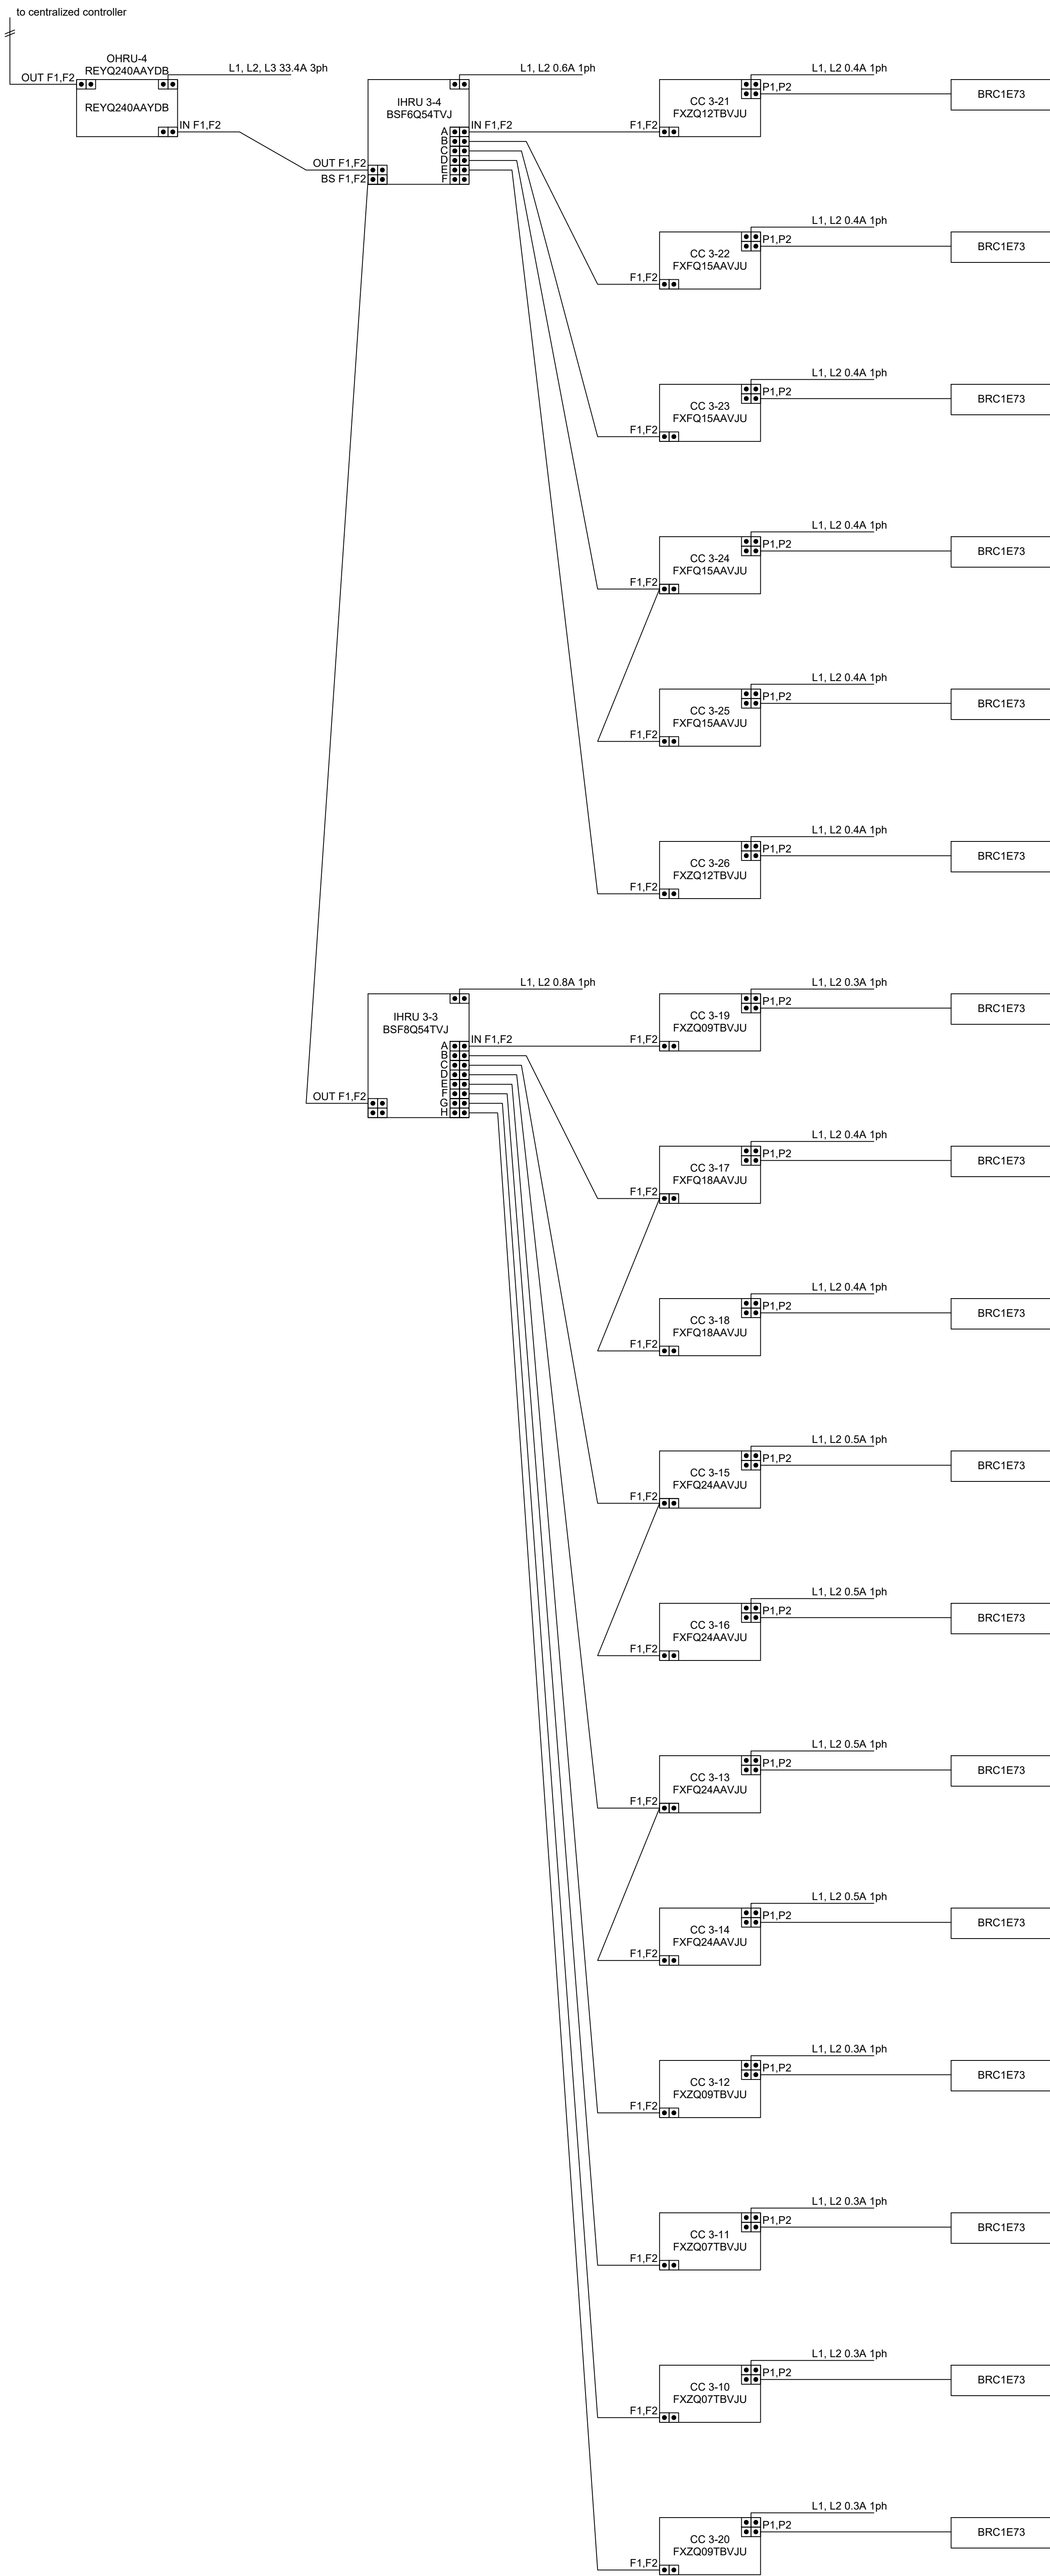 to centralized controller
OHRU-4
REYQ240AAYDB
OUT F1,F2
L1, L2, L3 33.4A 3ph
REYQ240AAYDB
IN F1,F2
L1, L2 0.6A 1ph
IHRU 3-4
BSF6Q54TVJ
A
IN F1,F2
B
C
D
OUT F1,F2
E
BS F1,F2
F
L1, L2 0.4A 1ph
P1,P2
CC 3-21
FXZQ12TBVJU
F1,F2
BRC1E73
L1, L2 0.4A 1ph
P1,P2
CC 3-22
FXFQ15AAVJU
F1,F2
BRC1E73
L1, L2 0.4A 1ph
P1,P2
CC 3-23
FXFQ15AAVJU
F1,F2
BRC1E73
L1, L2 0.4A 1ph
P1,P2
CC 3-24
FXFQ15AAVJU
F1,F2
BRC1E73
L1, L2 0.4A 1ph
P1,P2
CC 3-25
FXFQ15AAVJU
F1,F2
BRC1E73
L1, L2 0.4A 1ph
P1,P2
CC 3-26
FXZQ12TBVJU
F1,F2
BRC1E73
L1, L2 0.8A 1ph
IHRU 3-3
BSF8Q54TVJ
A
IN F1,F2
B
C
D
E
F
OUT F1,F2
G
H
L1, L2 0.3A 1ph
P1,P2
CC 3-19
FXZQ09TBVJU
F1,F2
BRC1E73
L1, L2 0.4A 1ph
P1,P2
CC 3-17
FXFQ18AAVJU
F1,F2
BRC1E73
L1, L2 0.4A 1ph
P1,P2
CC 3-18
FXFQ18AAVJU
F1,F2
BRC1E73
L1, L2 0.5A 1ph
P1,P2
CC 3-15
FXFQ24AAVJU
F1,F2
BRC1E73
L1, L2 0.5A 1ph
P1,P2
CC 3-16
FXFQ24AAVJU
F1,F2
BRC1E73
L1, L2 0.5A 1ph
P1,P2
CC 3-13
FXFQ24AAVJU
F1,F2
BRC1E73
L1, L2 0.5A 1ph
P1,P2
CC 3-14
FXFQ24AAVJU
F1,F2
BRC1E73
L1, L2 0.3A 1ph
P1,P2
CC 3-12
FXZQ09TBVJU
F1,F2
BRC1E73
L1, L2 0.3A 1ph
P1,P2
CC 3-11
FXZQ07TBVJU
F1,F2
BRC1E73
L1, L2 0.3A 1ph
P1,P2
CC 3-10
FXZQ07TBVJU
F1,F2
BRC1E73
L1, L2 0.3A 1ph
P1,P2
CC 3-20
FXZQ09TBVJU
F1,F2
BRC1E73